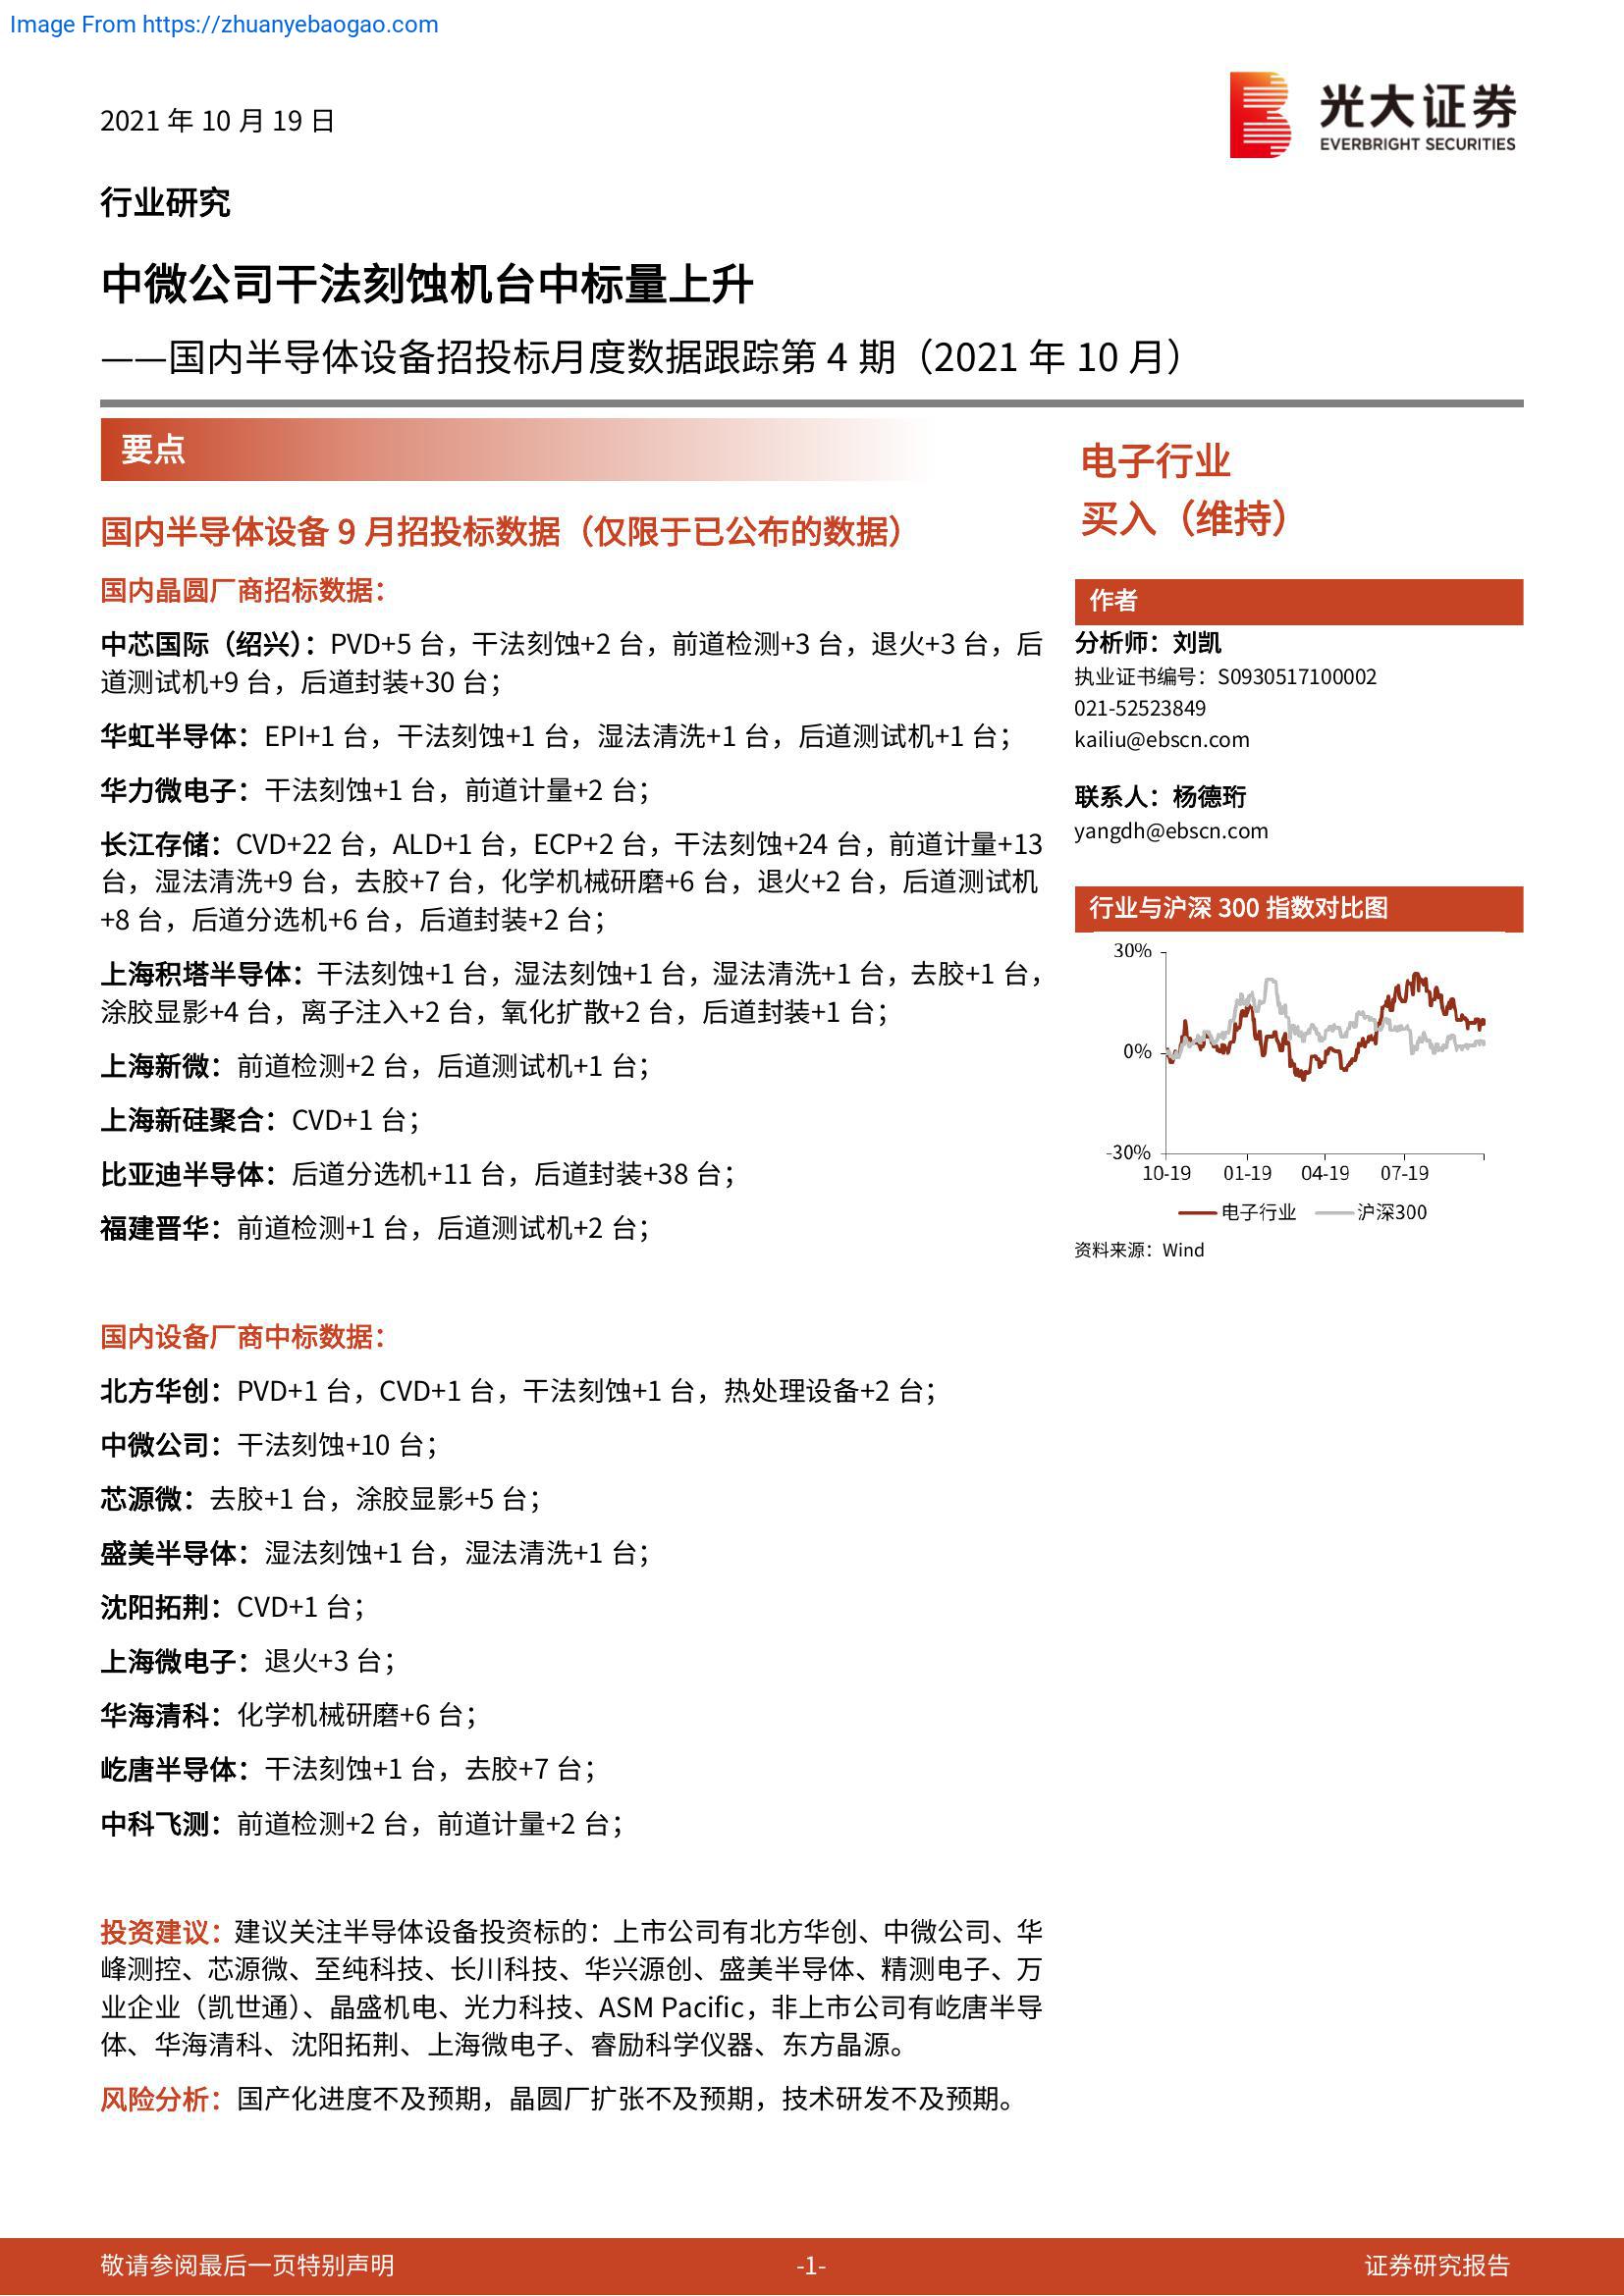 Image From https://zhuanyebaogao.com
2021 年 10 月 19 日
光大证券
EVERBRIGHT SECURITIES
行业研究
中微公司干法刻蚀机台中标量上升
——国内半导体设备招投标月度数据跟踪第 4 期（2021 年 10 月）
要点
国内半导体设备 9 月招投标数据（仅限于已公布的数据）
国内晶圆厂商招标数据：
中芯国际（绍兴）：PVD+5 台，干法刻蚀+2 台，前道检测+3 台，退火+3 台，后
道测试机+9 台，后道封装+30 台；
华虹半导体：EPI+1 台，干法刻蚀+1 台，湿法清洗+1 台，后道测试机+1 台；
华力微电子：干法刻蚀+1 台，前道计量+2 台；
长江存储：CVD+22 台，ALD+1 台，ECP+2 台，干法刻蚀+24 台，前道计量+13
台，湿法清洗+9 台，去胶+7 台，化学机械研磨+6 台，退火+2 台，后道测试机
+8 台，后道分选机+6 台，后道封装+2 台；
上海积塔半导体：干法刻蚀+1 台，湿法刻蚀+1 台，湿法清洗+1 台，去胶+1 台，
涂胶显影+4 台，离子注入+2 台，氧化扩散+2 台，后道封装+1 台；
上海新微：前道检测+2 台，后道测试机+1 台；
上海新硅聚合：CVD+1 台；
比亚迪半导体：后道分选机+11 台，后道封装+38 台；
福建晋华：前道检测+1 台，后道测试机+2 台；
国内设备厂商中标数据：
北方华创：PVD+1 台，CVD+1 台，干法刻蚀+1 台，热处理设备+2 台；
中微公司：干法刻蚀+10 台；
芯源微：去胶+1 台，涂胶显影+5 台；
盛美半导体：湿法刻蚀+1 台，湿法清洗+1 台；
沈阳拓荆：CVD+1 台；
上海微电子：退火+3 台；
华海清科：化学机械研磨+6 台；
屹唐半导体：干法刻蚀+1 台，去胶+7 台；
中科飞测：前道检测+2 台，前道计量+2 台；
投资建议：建议关注半导体设备投资标的：上市公司有北方华创、中微公司、华
峰测控、芯源微、至纯科技、长川科技、华兴源创、盛美半导体、精测电子、万
业企业（凯世通）、晶盛机电、光力科技、ASM Pacific，非上市公司有屹唐半导
体、华海清科、沈阳拓荆、上海微电子、睿励科学仪器、东方晶源。
风险分析：国产化进度不及预期，晶圆厂扩张不及预期，技术研发不及预期。
电子行业
买入（维持）
作者
分析师：刘凯
执业证书编号：S0930517100002
021-52523849
kailiu@ebscn.com
联系人：杨德珩
yangdh@ebscn.com
行业与沪深 300 指数对比图
30%
0%
-30%
10-19 01-19 04-19 07-19
电子行业 沪深300
资料来源：Wind
敬请参阅最后一页特别声明 -1- 证券研究报告